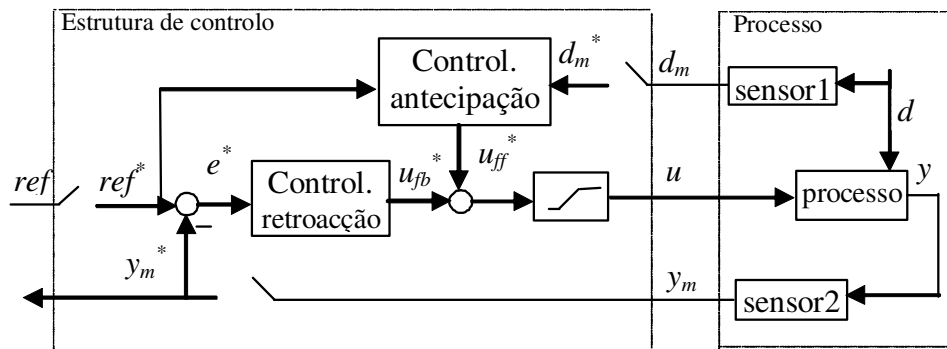 Estrutura de controlo
Processo
Control.
antecipação
d_m^*
d_m
sensor1
d
ref
ref^*
e^*
Control.
retroacção
u_fb^*
u_ff^*
u
processo
y
–
y_m^*
y_m
sensor2